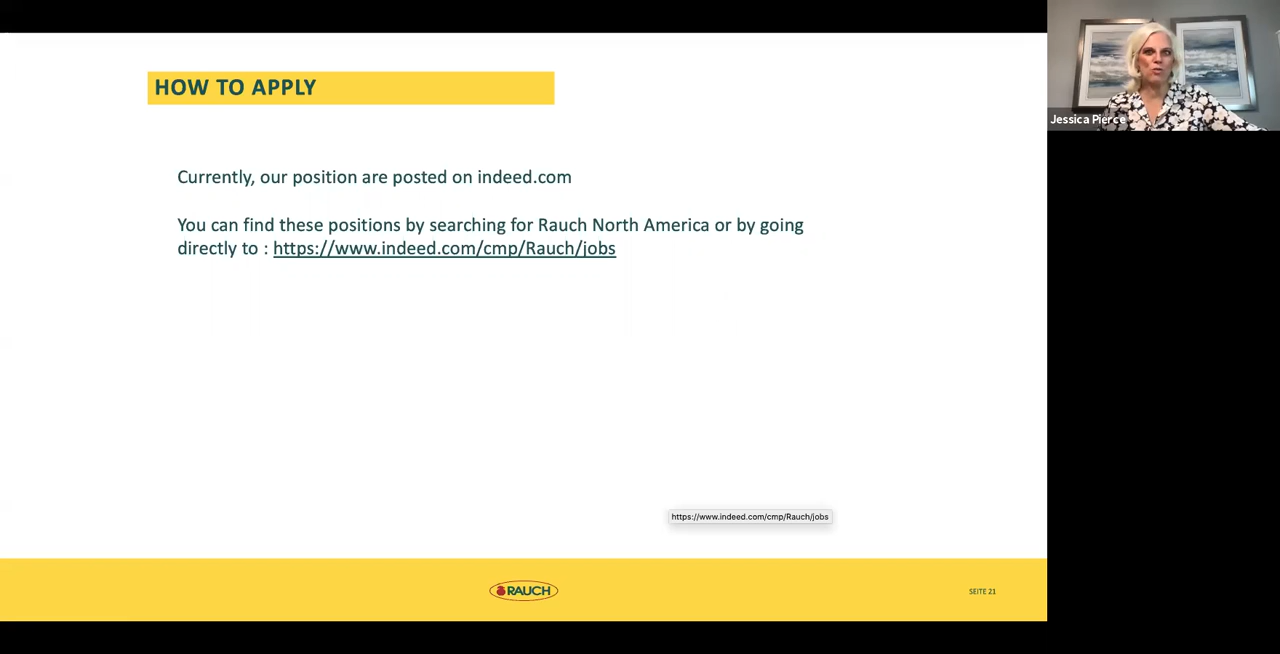 HOW TO APPLY
Jessica Pierce
Currently, our position are posted on indeed.com
You can find these positions by searching for Rauch North America or by going
directly to : https://www.indeed.com/cmp/Rauch/jobs
https://www.indeed.com/cmp/Rauch/jobs
RAUCH
SEITE 21